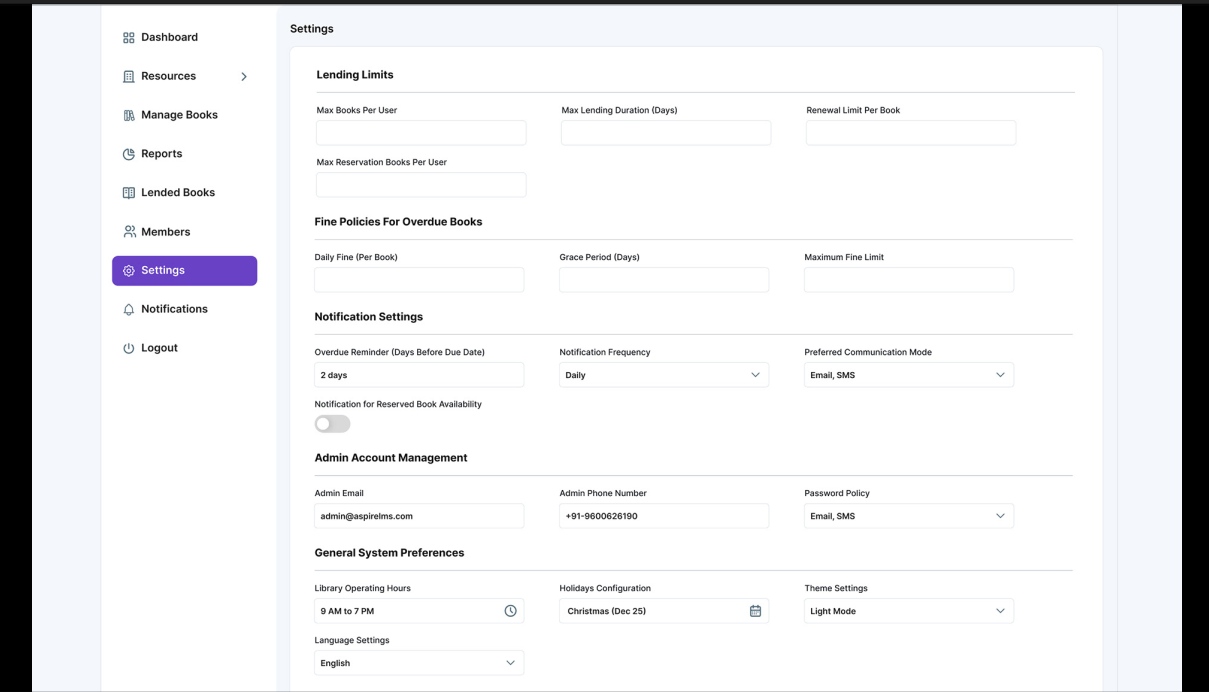 Settings
Dashboard
Resources
Manage Books
Reports
Lended Books
Members
Settings
Notifications
Logout
Lending Limits
Max Books Per User
Max Lending Duration (Days)
Renewal Limit Per Book
Max Reservation Books Per User
Fine Policies For Overdue Books
Daily Fine (Per Book)
Grace Period (Days)
Maximum Fine Limit
Notification Settings
Overdue Reminder (Days Before Due Date)
Notification Frequency
Preferred Communication Mode
2 days
Daily
Email, SMS
Notification for Reserved Book Availability
Admin Account Management
Admin Email
Admin Phone Number
Password Policy
admin@aspirelms.com
+91-9600626190
Email, SMS
General System Preferences
Library Operating Hours
Holidays Configuration
Theme Settings
9 AM to 7 PM
Christmas (Dec 25)
Light Mode
Language Settings
English